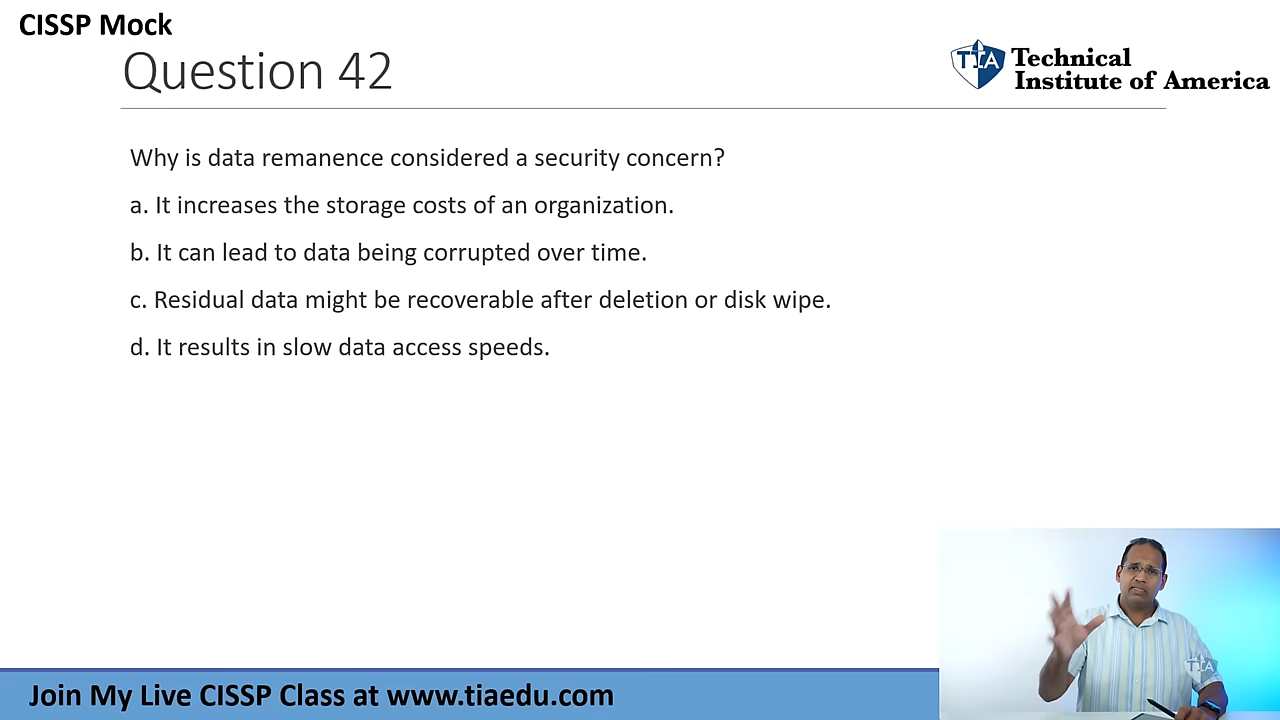 CISSP Mock
Question 42
TIA
Technical
Institute of America
Why is data remanence considered a security concern?
a. It increases the storage costs of an organization.
b. It can lead to data being corrupted over time.
c. Residual data might be recoverable after deletion or disk wipe.
d. It results in slow data access speeds.
TIA
Join My Live CISSP Class at www.tiaedu.com